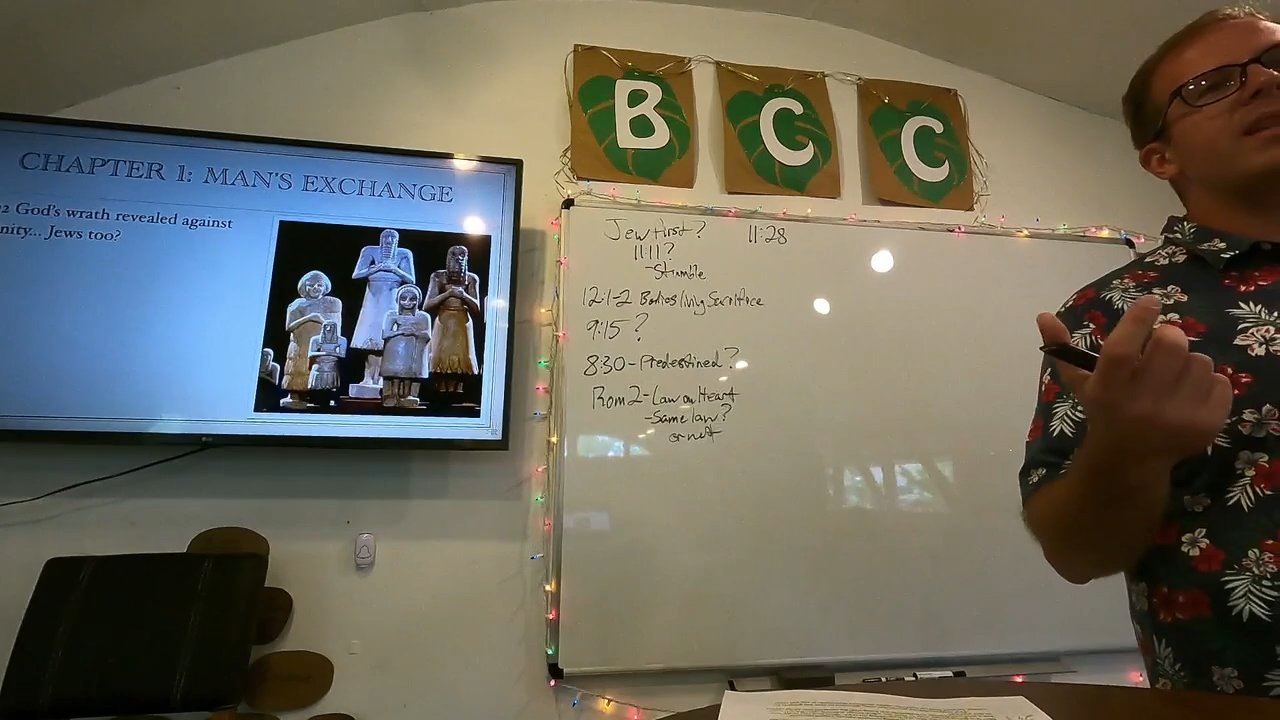 B C C
CHAPTER 1: MAN'S EXCHANGE
God's wrath revealed against
Jews too?
Jew first? 11:28
11:11?
-Stumble
12:1-2 Bodies living Sacrifice
9:15?
8:30-Predestined?
Rom 2-Law on Heart
-Same law?
or not
LG